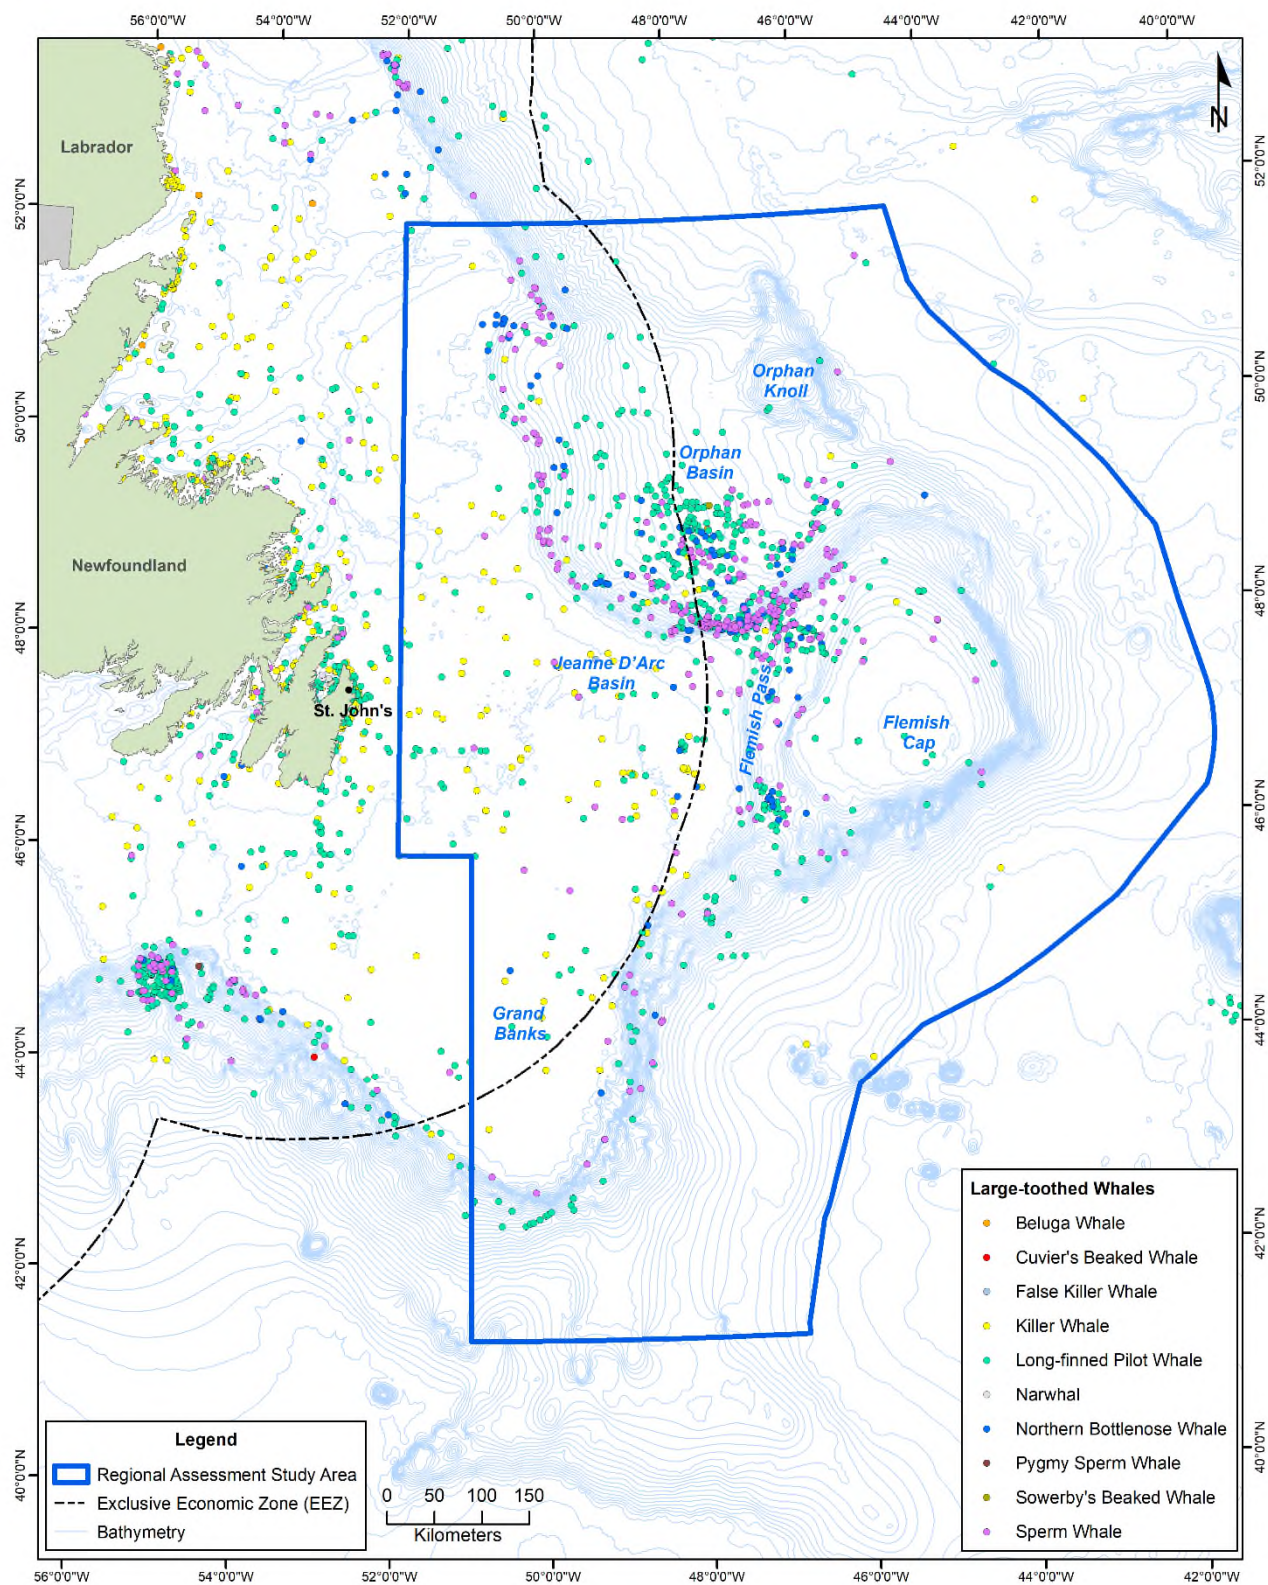 56°0'0"W 54°0'0"W 52°0'0"W 50°0'0"W 48°0'0"W 46°0'0"W 44°0'0"W 42°0'0"W 40°0'0"W
N
Labrador
52°0'0"N
52°0'0"N
Orphan
Knoll
50°0'0"N
50°0'0"N
Orphan
Basin
Newfoundland
48°0'0"N
48°0'0"N
Jeanne D'Arc
Basin
St. John's
Flemish Pass
Flemish
Cap
46°0'0"N
46°0'0"N
Grand
Banks
44°0'0"N
44°0'0"N
42°0'0"N
42°0'0"N
40°0'0"N
40°0'0"N
Large-toothed Whales
Beluga Whale
Cuvier's Beaked Whale
False Killer Whale
Killer Whale
Long-finned Pilot Whale
Narwhal
Northern Bottlenose Whale
Pygmy Sperm Whale
Sowerby's Beaked Whale
Sperm Whale
Legend
Regional Assessment Study Area
Exclusive Economic Zone (EEZ)
Bathymetry
0 50 100 150
Kilometers
56°0'0"W 54°0'0"W 52°0'0"W 50°0'0"W 48°0'0"W 46°0'0"W 44°0'0"W 42°0'0"W